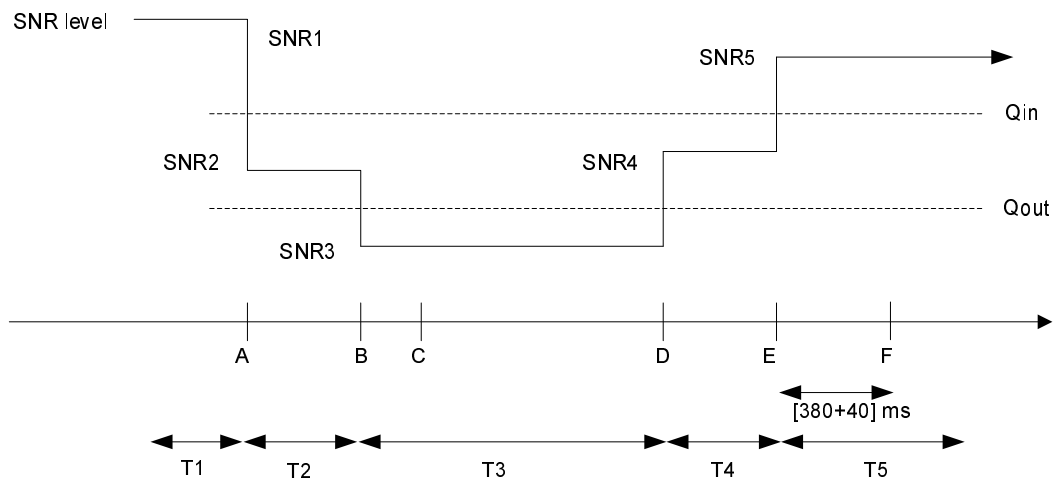 SNR level
SNR1
SNR5
Qin
SNR2
SNR4
Qout
SNR3
A
B
C
D
E
F
[380+40] ms
T1
T2
T3
T4
T5